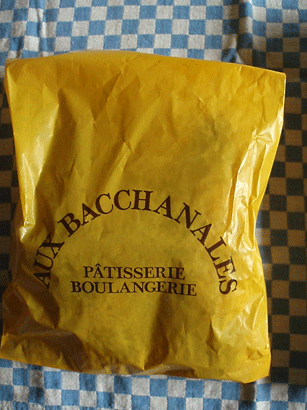 AUX BACCHANALES
PÂTISSERIE
BOULANGERIE